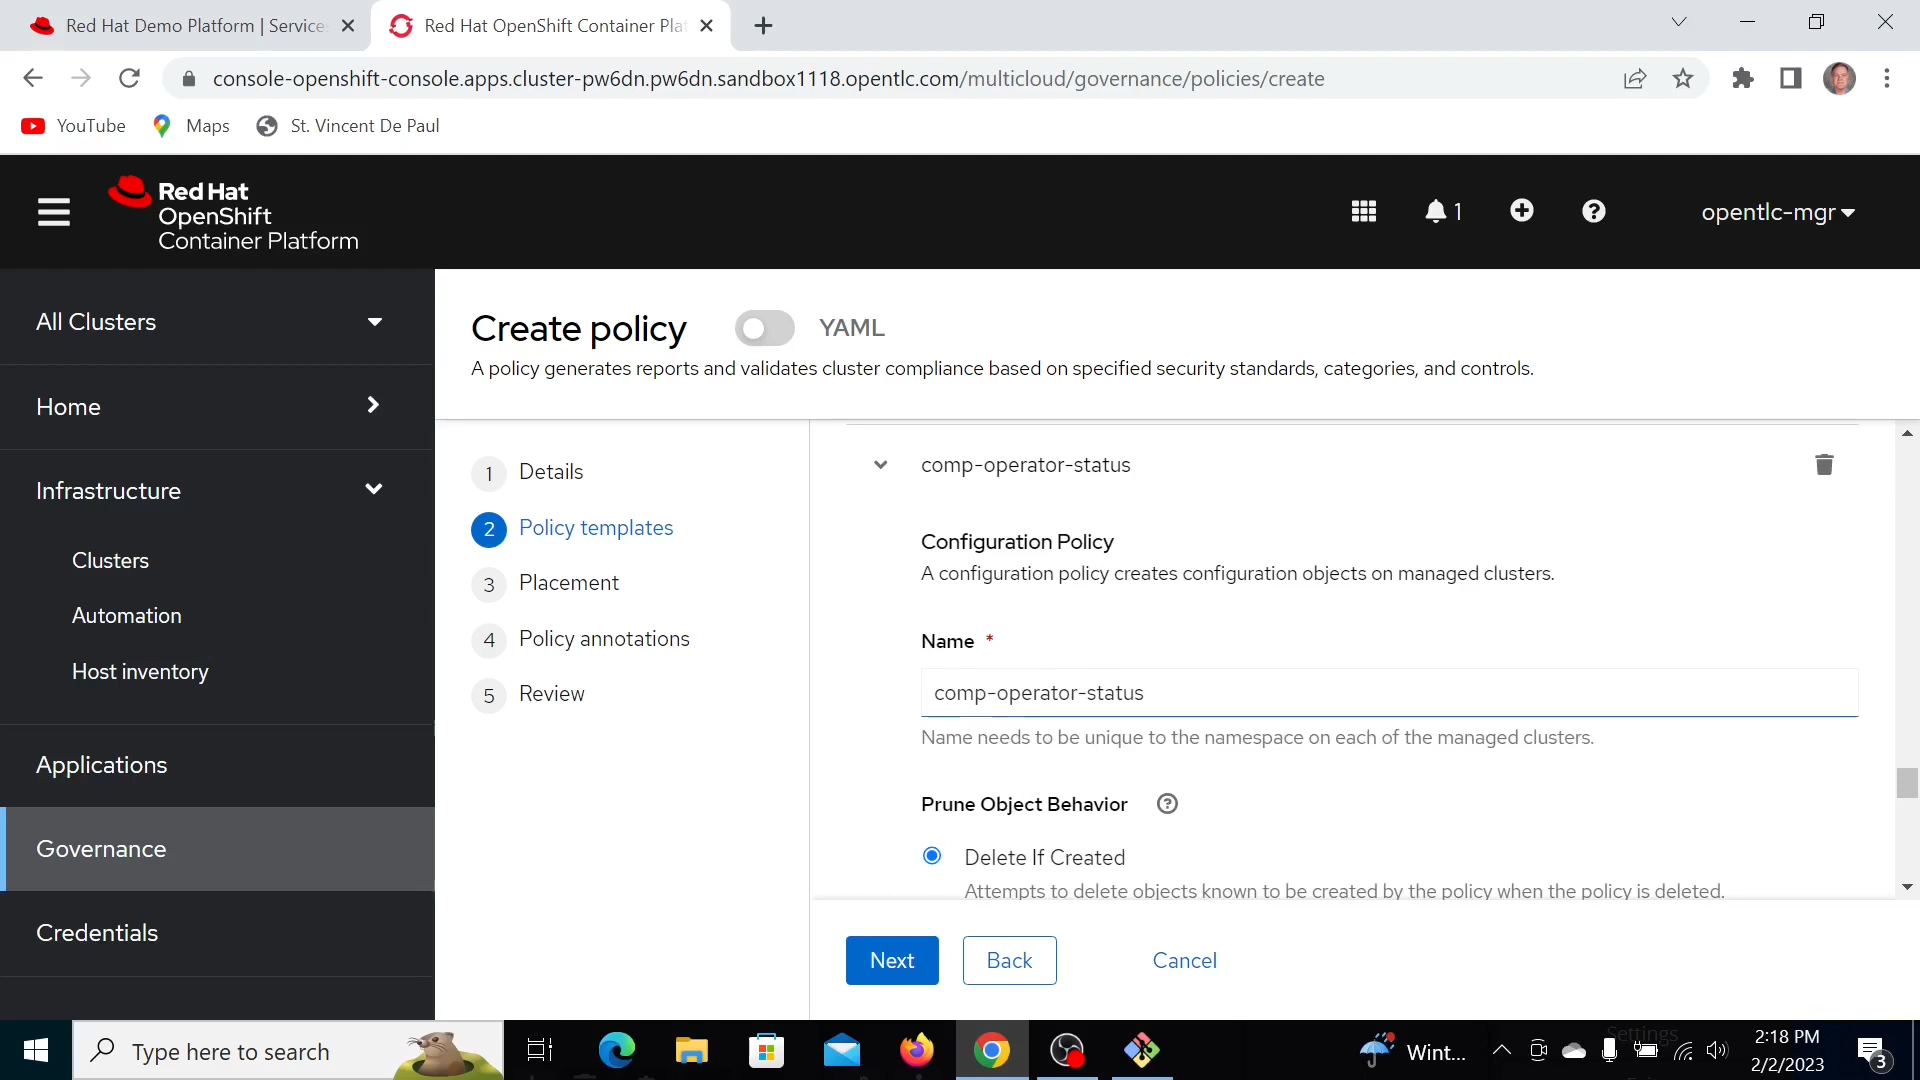 Red Hat Demo Platform | Service
Red Hat OpenShift Container Plat
console-openshift-console.apps.cluster-pw6dn.pw6dn.sandbox1118.opentlc.com/multicloud/governance/policies/create
YouTube
Maps
St. Vincent De Paul
Red Hat
OpenShift
Container Platform
1
opentlc-mgr
All Clusters
Home
Infrastructure
Clusters
Automation
Host inventory
Applications
Governance
Credentials
Create policy
YAML
A policy generates reports and validates cluster compliance based on specified security standards, categories, and controls.
1 Details
2 Policy templates
3 Placement
4 Policy annotations
5 Review
comp-operator-status
Configuration Policy
A configuration policy creates configuration objects on managed clusters.
Name *
comp-operator-status
Name needs to be unique to the namespace on each of the managed clusters.
Prune Object Behavior
Delete If Created
Attempts to delete objects known to be created by the policy when the policy is deleted.
Next
Back
Cancel
Type here to search
Wint...
Settings
2:18 PM
2/2/2023
3